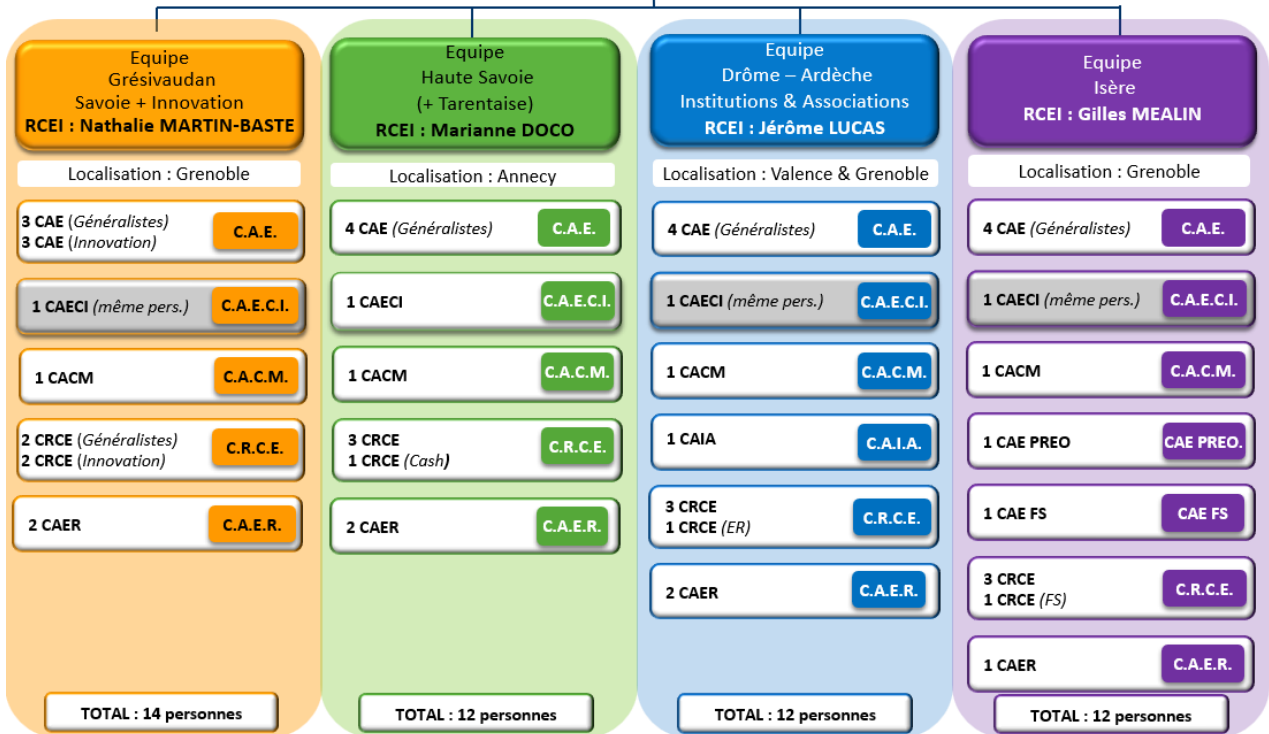 Equipe
Grésivaudan
Savoie + Innovation
RCEI : Nathalie MARTIN-BASTE
Localisation : Grenoble
3 CAE (Généralistes)
3 CAE (Innovation)
C.A.E.
1 CAECI (même pers.)
C.A.E.C.I.
1 CACM
C.A.C.M.
2 CRCE (Généralistes)
2 CRCE (Innovation)
C.R.C.E.
2 CAER
C.A.E.R.
TOTAL : 14 personnes
Equipe
Haute Savoie
(+ Tarentaise)
RCEI : Marianne DOCO
Localisation : Annecy
4 CAE (Généralistes)
C.A.E.
1 CAECI
C.A.E.C.I.
1 CACM
C.A.C.M.
3 CRCE
1 CRCE (Cash)
C.R.C.E.
2 CAER
C.A.E.R.
TOTAL : 12 personnes
Equipe
Drôme – Ardèche
Institutions & Associations
RCEI : Jérôme LUCAS
Localisation : Valence & Grenoble
4 CAE (Généralistes)
C.A.E.
1 CAECI (même pers.)
C.A.E.C.I.
1 CACM
C.A.C.M.
1 CAIA
C.A.I.A.
3 CRCE
1 CRCE (ER)
C.R.C.E.
2 CAER
C.A.E.R.
TOTAL : 12 personnes
Equipe
Isère
RCEI : Gilles MEALIN
Localisation : Grenoble
4 CAE (Généralistes)
C.A.E.
1 CAECI (même pers.)
C.A.E.C.I.
1 CACM
C.A.C.M.
1 CAE PREO
CAE PREO.
1 CAE FS
CAE FS
3 CRCE
1 CRCE (FS)
C.R.C.E.
1 CAER
C.A.E.R.
TOTAL : 12 personnes